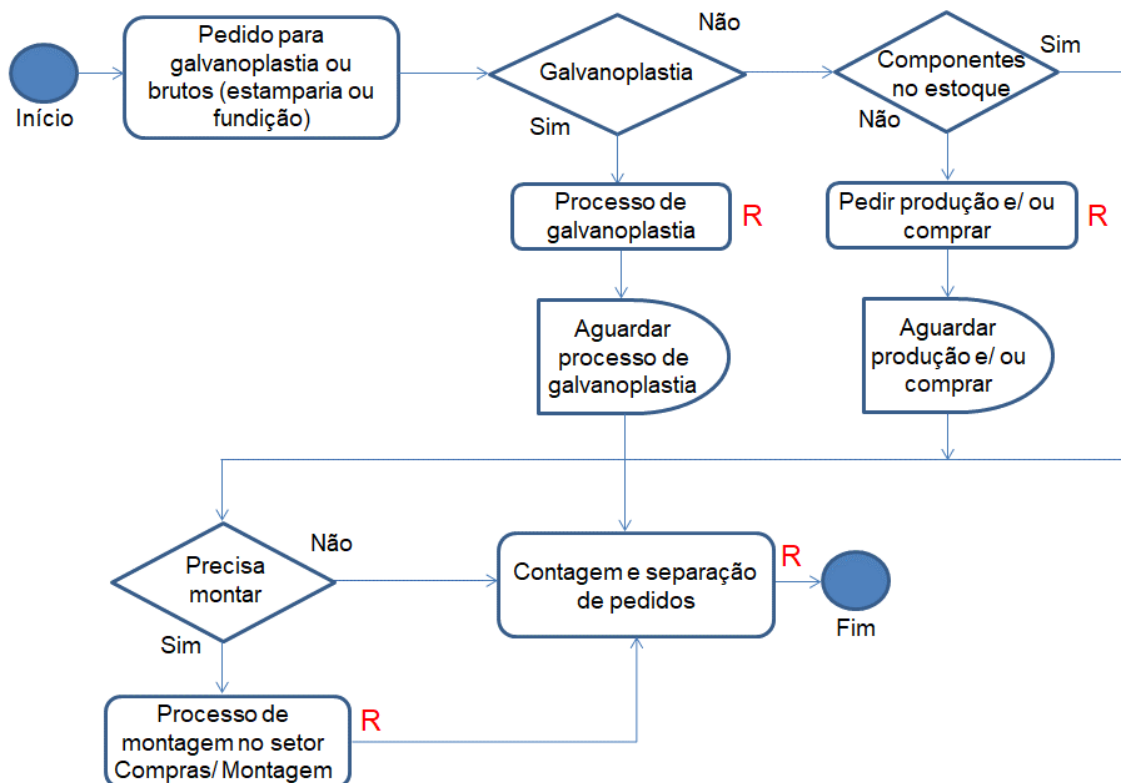 Pedido para
galvanoplastia ou
brutos (estamparia ou
fundição)
Início
Galvanoplastia
Não
Sim
Componentes
no estoque
Sim
Não
Processo de
galvanoplastia
R
Pedir produção e/ ou
comprar
R
Aguardar
processo de
galvanoplastia
Aguardar
produção e/ ou
comprar
Precisa
montar
Não
Sim
Contagem e separação
de pedidos
R
Fim
Processo de
montagem no setor
Compras/ Montagem
R